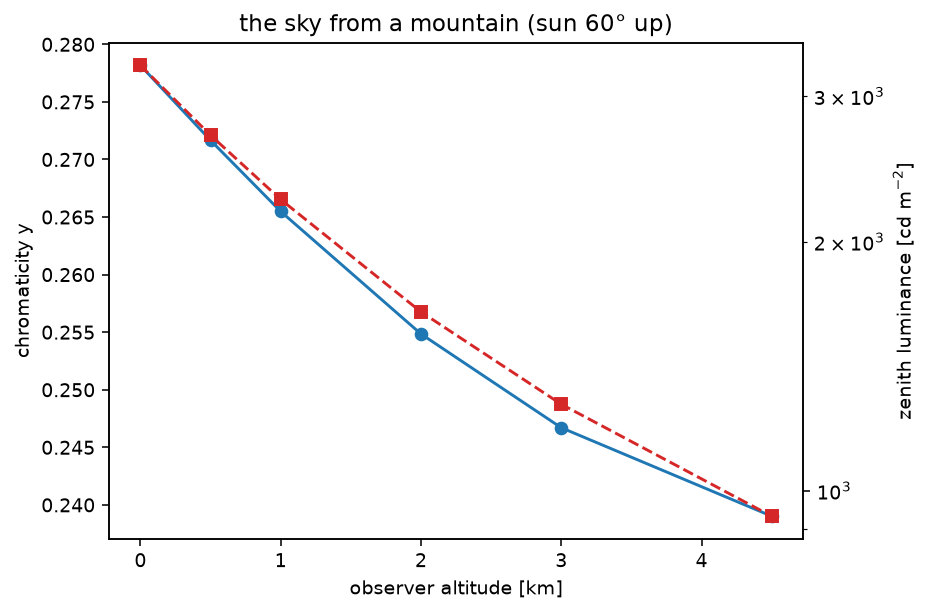 the sky from a mountain (sun 60° up)
chromaticity y
0.280
0.275
0.270
0.265
0.260
0.255
0.250
0.245
0.240
3 × 10³
2 × 10³
10³
zenith luminance [cd m⁻²]
0 1 2 3 4
observer altitude [km]